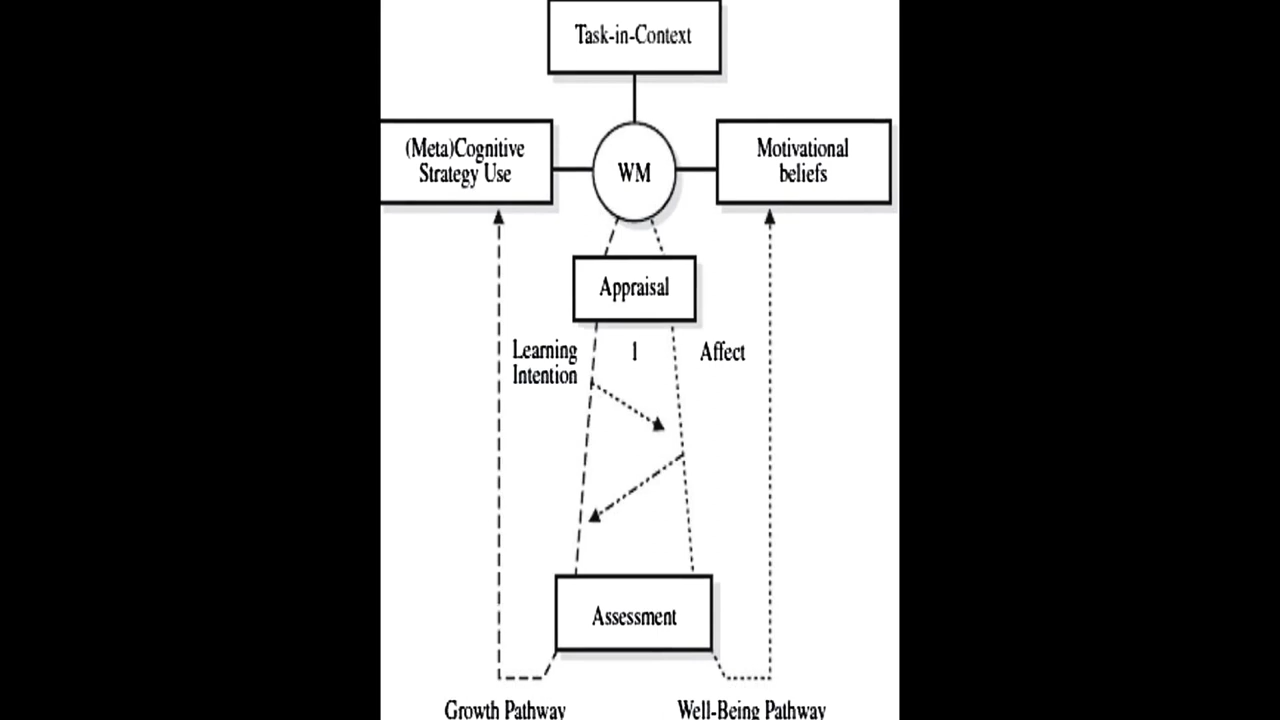 Task-in-Context
(Meta)Cognitive
Strategy Use
WM
Motivational
beliefs
Appraisal
Learning
Intention
1
Affect
Assessment
Growth Pathway
Well-Being Pathway